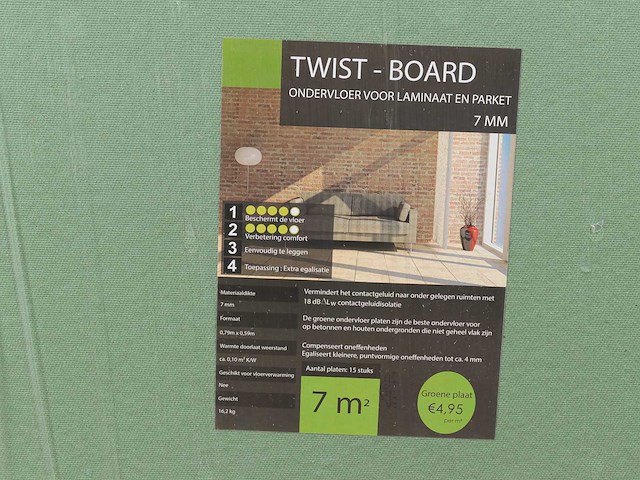 TWIST - BOARD
ONDERVLOER VOOR LAMINAAT EN PARKET
7 MM
1 Beschermt de vloer
2 Verbetering comfort
3 Eenvoudig te leggen
4 Toepassing : Extra egalisatie
Materiaaldikte
7 mm
Formaat
0,79m x 0,59m
Warmte doorlaat weerstand
ca. 0,10 m² K/W
Geschikt voor vloerverwarming
Nee
Gewicht
16,2 kg
Vermindert het contactgeluid naar onder gelegen ruimten met
18 dB ΔLw contactgeluidisolatie
De groene ondervloer platen zijn de beste ondervloer voor
op betonnen en houten ondergronden die niet geheel vlak zijn
Compenseert oneffenheden
Egaliseert kleinere, puntvormige oneffenheden tot ca. 4 mm
Aantal platen: 15 stuks
7 m²
Groene plaat
€4,95